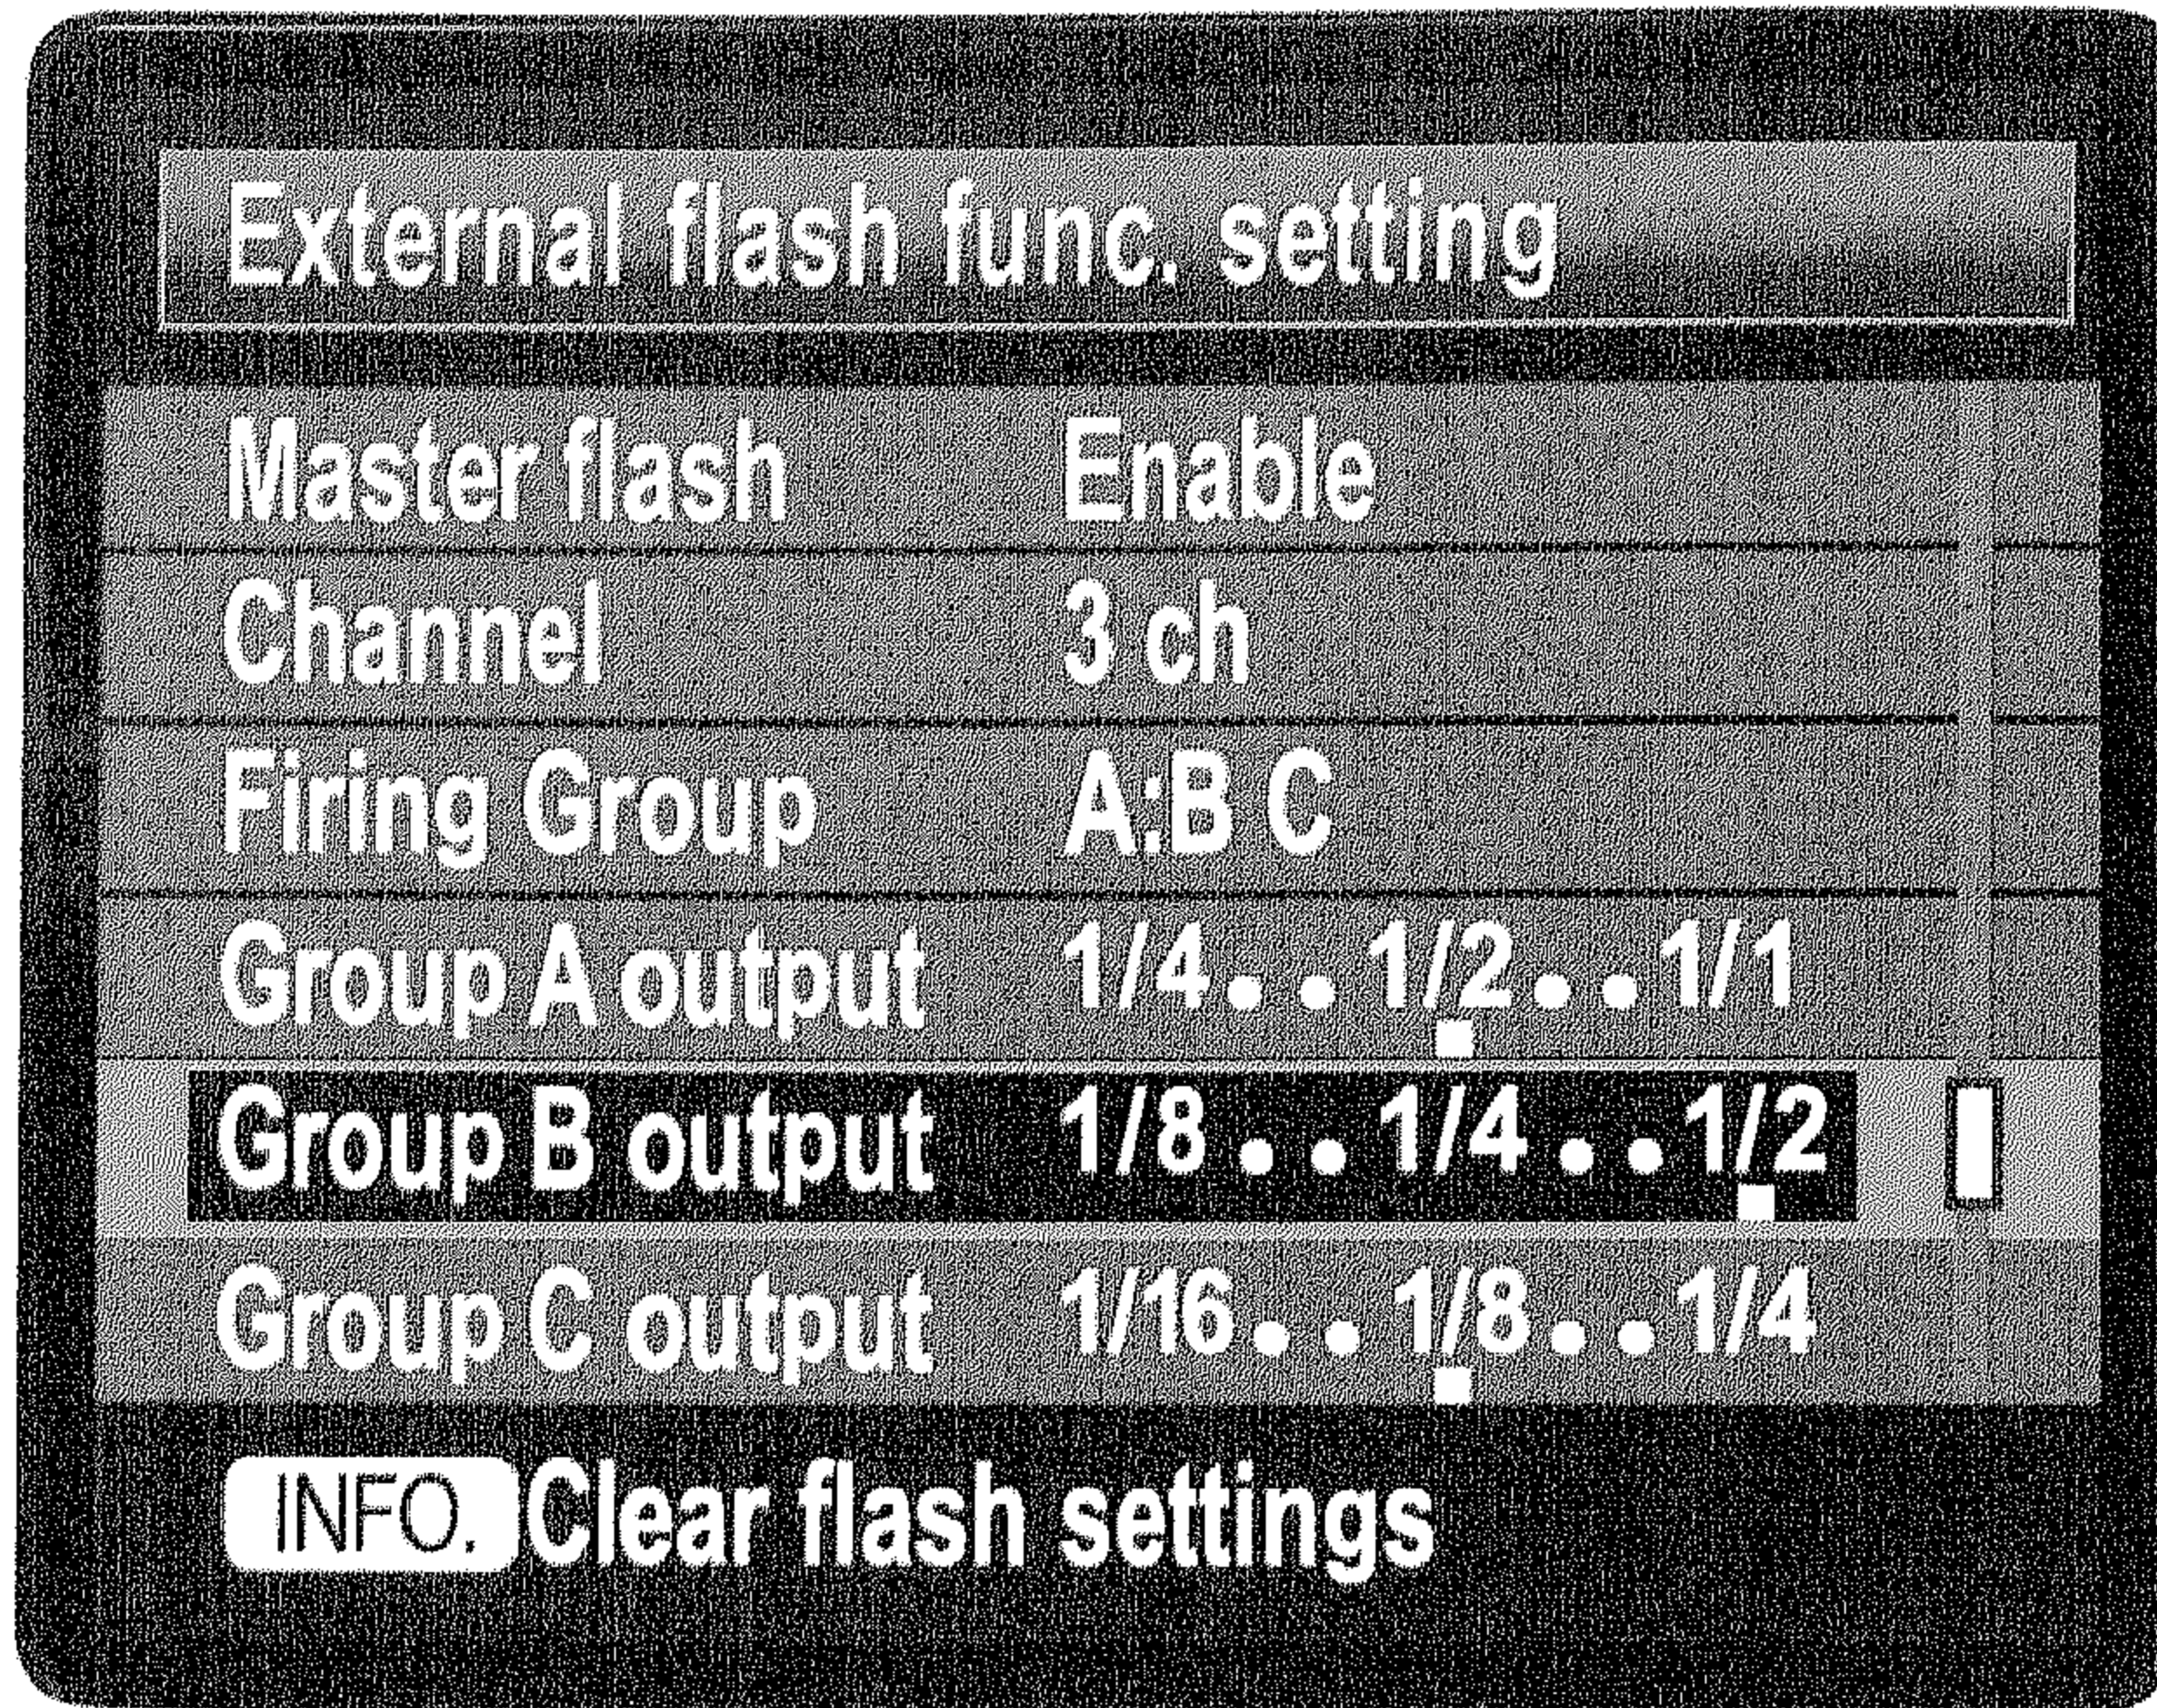 External flash func. setting
Master flash Enable
Channel 3 ch
Firing Group A:B C
Group A output 1/4 • • 1/2 • • 1/1
Group B output 1/8 • • 1/4 • • 1/2
Group C output 1/16 • • 1/8 • • 1/4
INFO. Clear flash settings